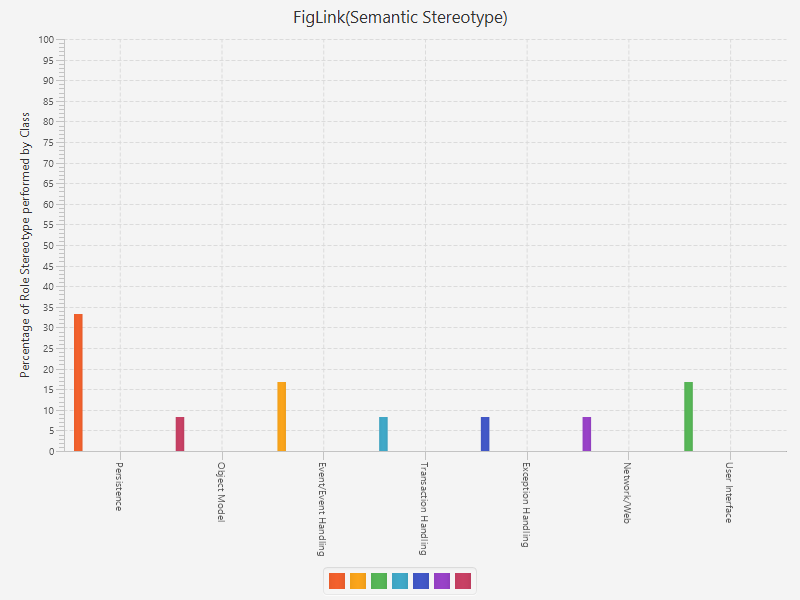 FigLink(Semantic Stereotype)
Percentage of Role Stereotype performed by Class
100
95
90
85
80
75
70
65
60
55
50
45
40
35
30
25
20
15
10
5
0
Persistence
Object Model
Event/Event Handling
Transaction Handling
Exception Handling
Network/Web
User Interface